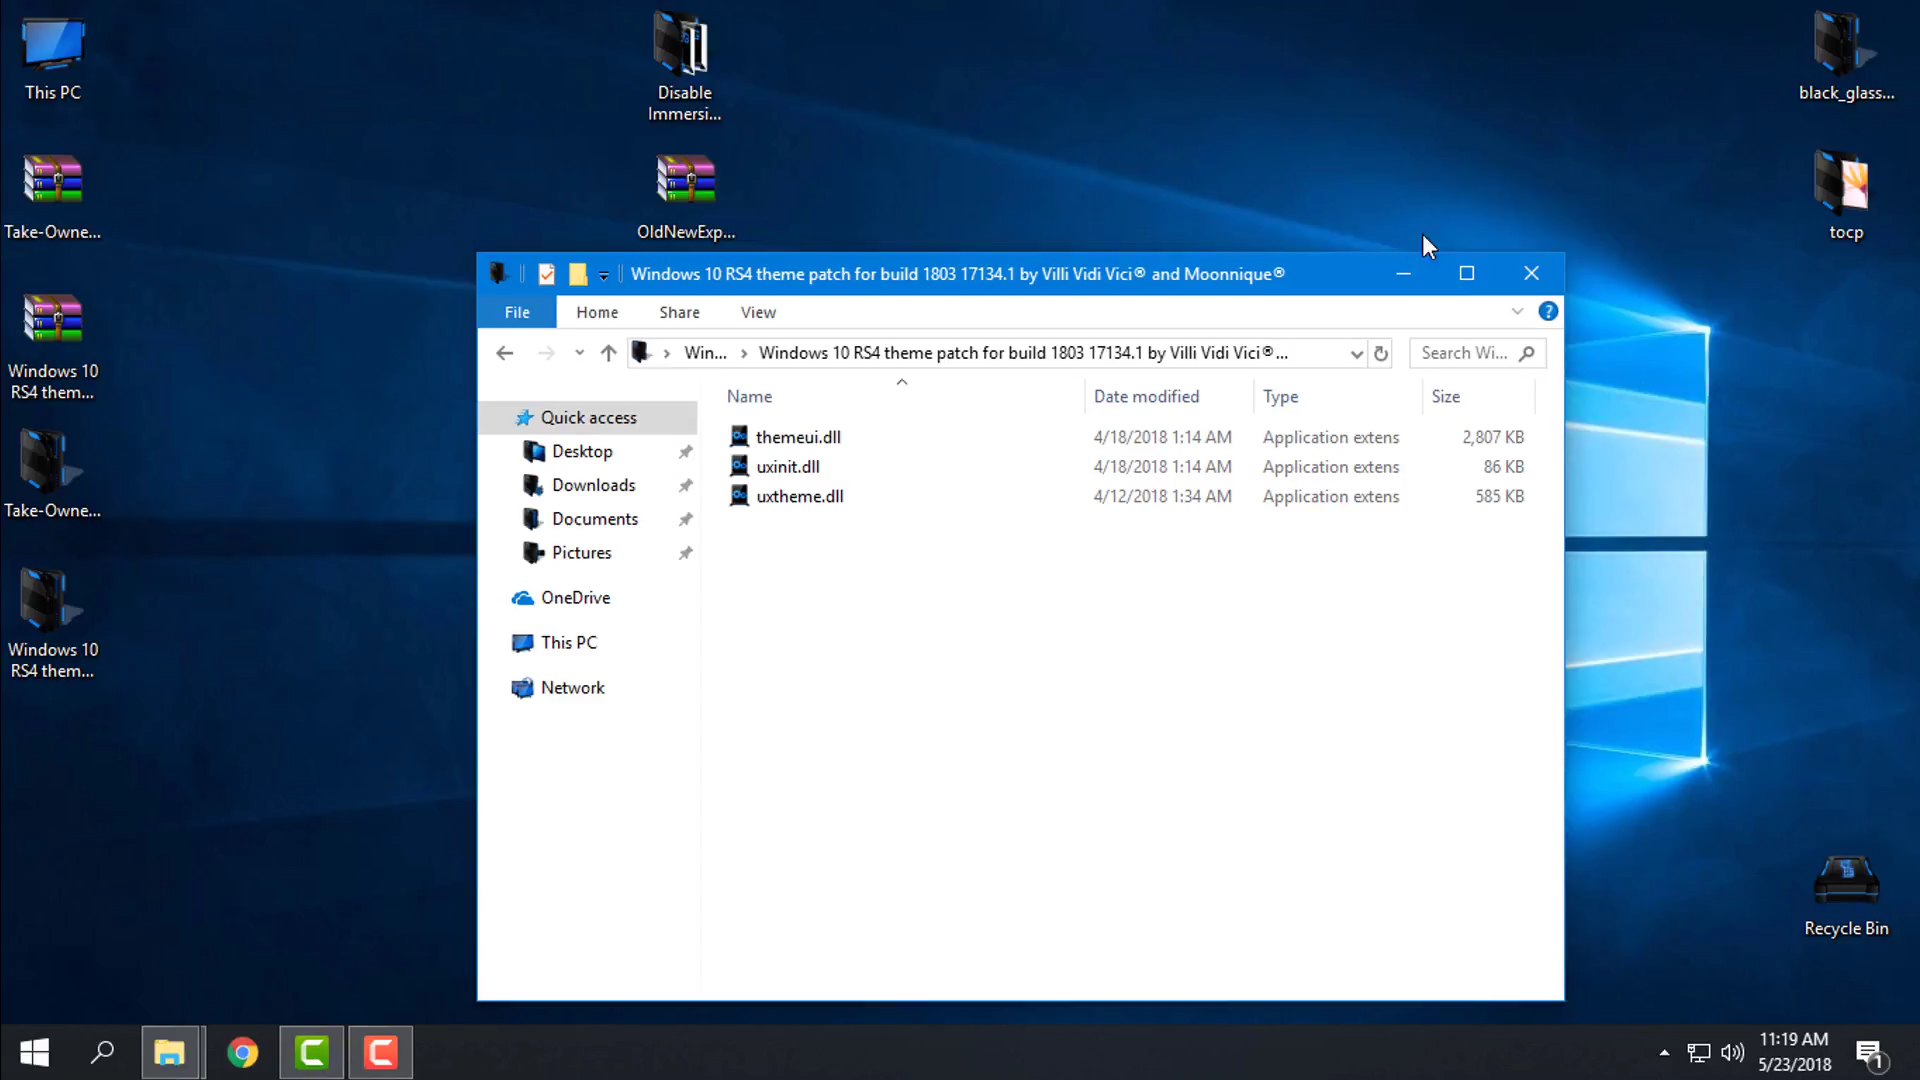 This PC
Take-Owne...
Windows 10
RS4 them...
Take-Owne...
Windows 10
RS4 them...
Disable
Immersi...
OldNewExp...
black_glass...
tocp
Recycle Bin
Windows 10 RS4 theme patch for build 1803 17134.1 by Villi Vidi Vici® and Moonnique®
File Home Share View
Win... Windows 10 RS4 theme patch for build 1803 17134.1 by Villi Vidi Vici®... Search Wi...
Name Date modified Type Size
themeui.dll 4/18/2018 1:14 AM Application extens 2,807 KB
uxinit.dll 4/18/2018 1:14 AM Application extens 86 KB
uxtheme.dll 4/12/2018 1:34 AM Application extens 585 KB
Quick access
Desktop
Downloads
Documents
Pictures
OneDrive
This PC
Network
11:19 AM
5/23/2018
1